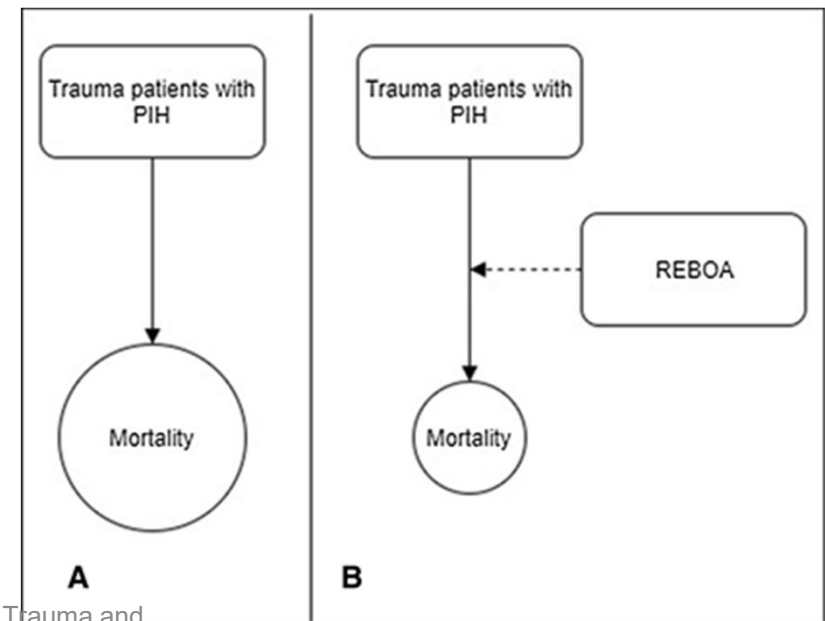 Trauma patients with
PIH
Mortality
A
Trauma patients with
PIH
REBOA
Mortality
B
Trauma and